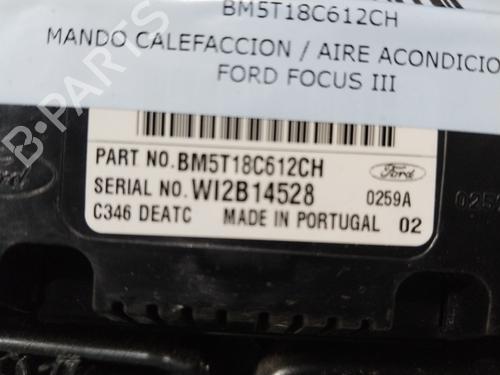 BM5T18C612CH
MANDO CALEFACCION / AIRE ACONDICIO
FORD FOCUS III
B-PARTS
PART NO. BM5T18C612CH
SERIAL NO. WI2B14528
Ford
0259A
C346 DEATC MADE IN PORTUGAL 02